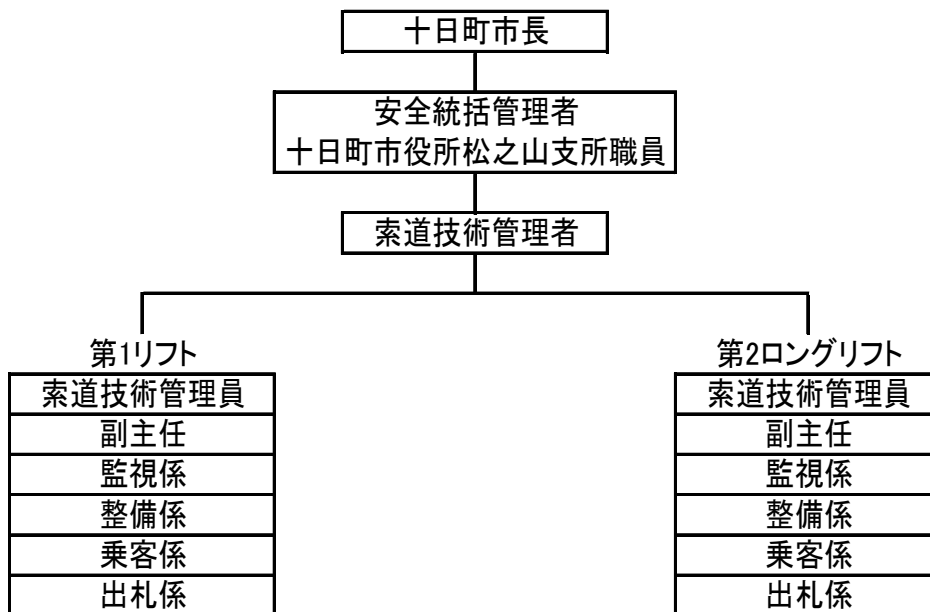 十日町市長
安全統括管理者
十日町市役所松之山支所職員
索道技術管理者
第1リフト
索道技術管理員
副主任
監視係
整備係
乗客係
出札係
第2ロングリフト
索道技術管理員
副主任
監視係
整備係
乗客係
出札係